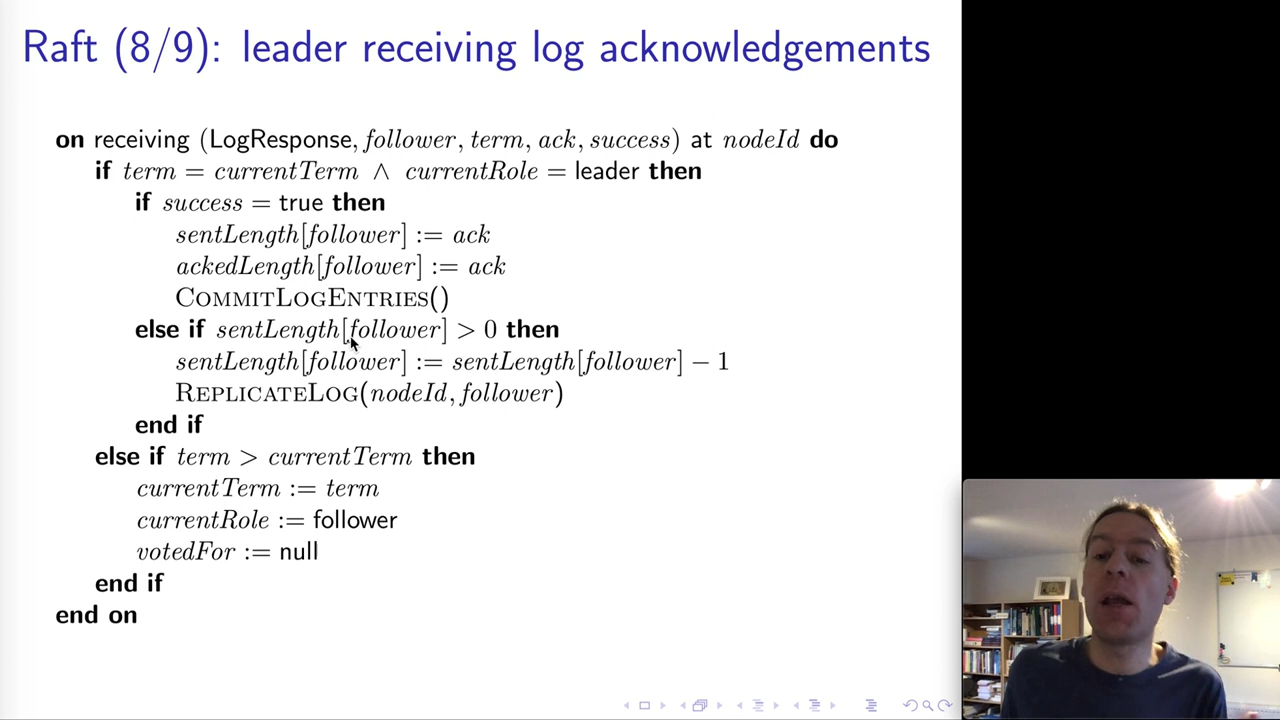 Raft (8/9): leader receiving log acknowledgements
on receiving (LogResponse, follower, term, ack, success) at nodeId do
if term = currentTerm ∧ currentRole = leader then
if success = true then
sentLength[follower] := ack
ackedLength[follower] := ack
COMMITLOGENTRIES()
else if sentLength[follower] > 0 then
sentLength[follower] := sentLength[follower] − 1
REPLICATELOG(nodeId, follower)
end if
else if term > currentTerm then
currentTerm := term
currentRole := follower
votedFor := null
end if
end on